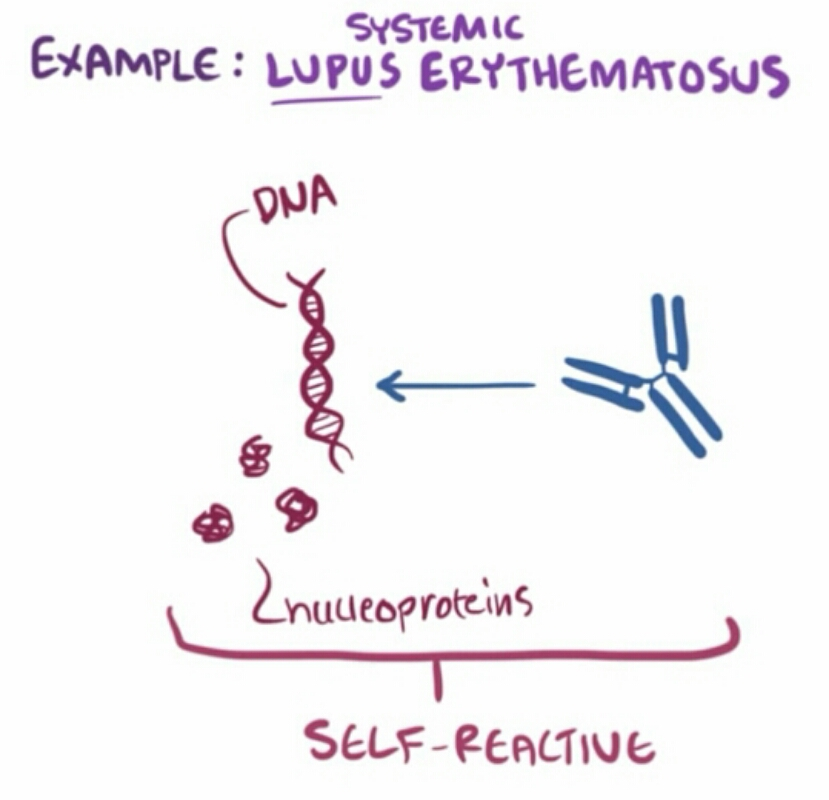 SYSTEMIC
EXAMPLE: LUPUS ERYTHEMATOSUS
DNA
nucleoproteins
SELF-REACTIVE